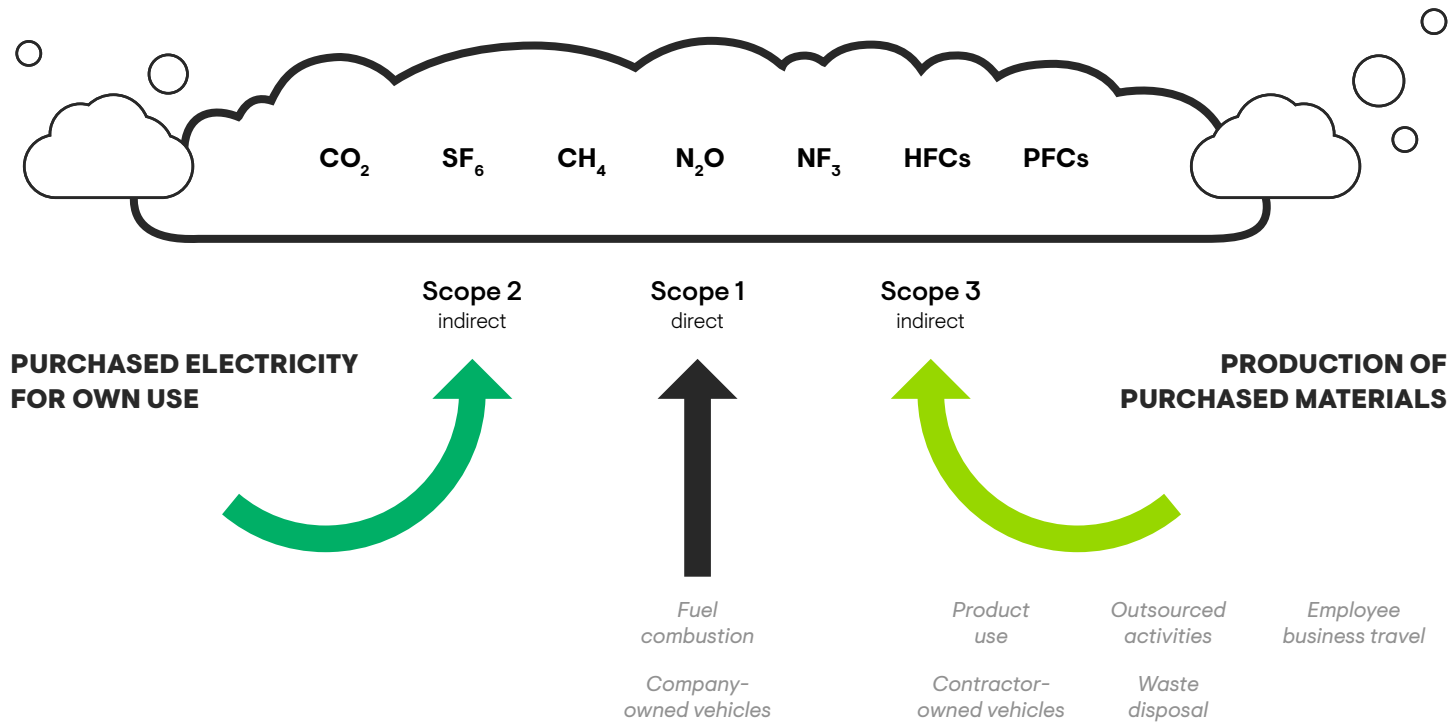 CO₂ SF₆ CH₄ N₂O NF₃ HFCs PFCs
Scope 2
indirect
Scope 1
direct
Scope 3
indirect
PURCHASED ELECTRICITY
FOR OWN USE
PRODUCTION OF
PURCHASED MATERIALS
Fuel
combustion
Company-
owned vehicles
Product
use
Outsourced
activities
Employee
business travel
Contractor-
owned vehicles
Waste
disposal